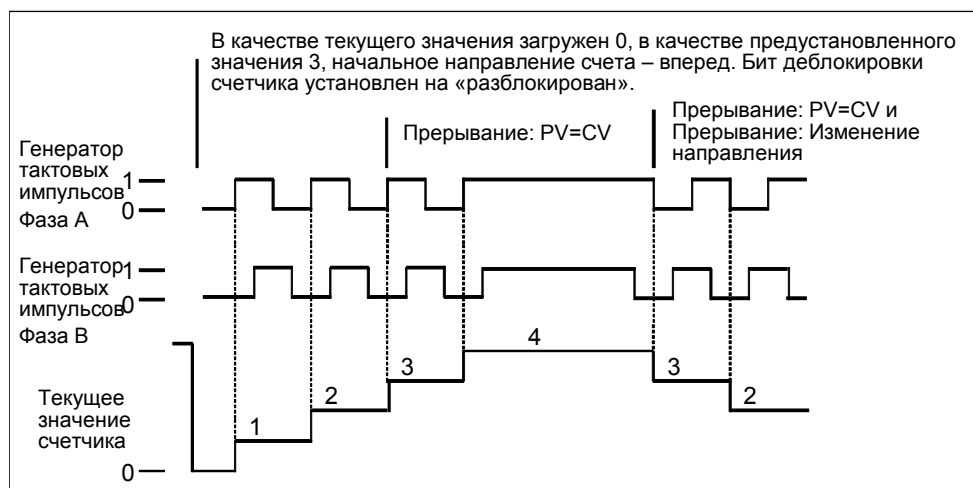 В качестве текущего значения загружен 0, в качестве предустановленного
значения 3, начальное направление счета – вперед. Бит деблокировки
счетчика установлен на «разблокирован».
Прерывание: PV=CV
Прерывание: PV=CV и
Прерывание: Изменение
направления
Генератор
тактовых
импульсов
Фаза A
1
0
Генератор
тактовых
импульсов
Фаза B
1
0
Текущее
значение
счетчика
0
1
2
3
4
3
2